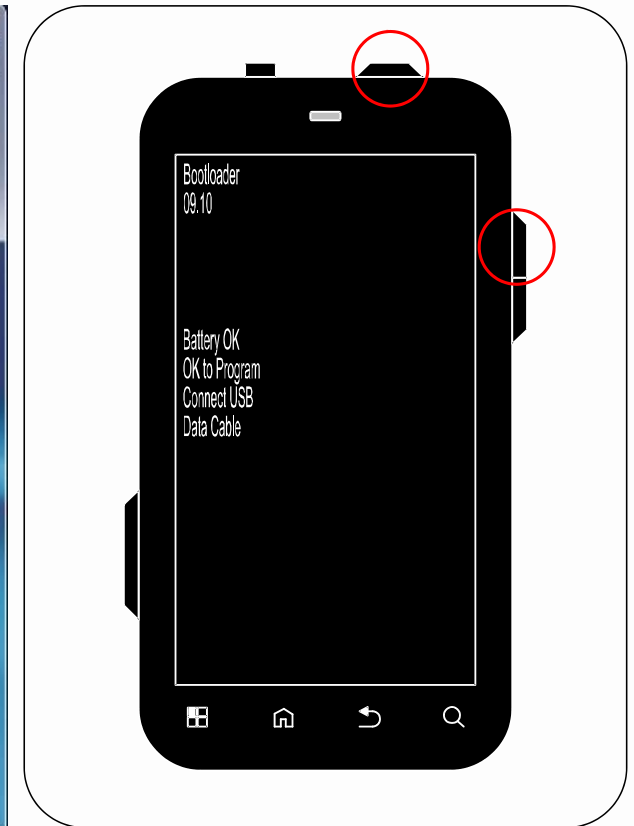 Bootloader
09.10
Battery OK
OK to Program
Connect USB
Data Cable